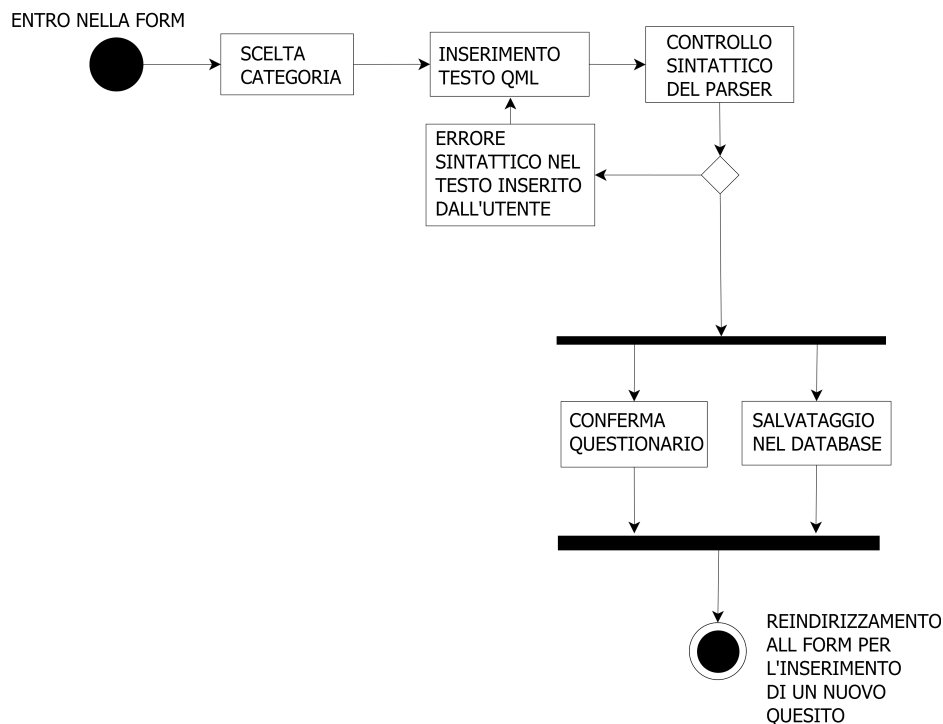 ENTRO NELLA FORM
SCELTA
CATEGORIA
INSERIMENTO
TESTO QML
CONTROLLO
SINTATTICO
DEL PARSER
ERRORE
SINTATTICO NEL
TESTO INSERITO
DALL'UTENTE
CONFERMA
QUESTIONARIO
SALVATAGGIO
NEL DATABASE
REINDIRIZZAMENTO
ALL FORM PER
L'INSERIMENTO
DI UN NUOVO
QUESITO